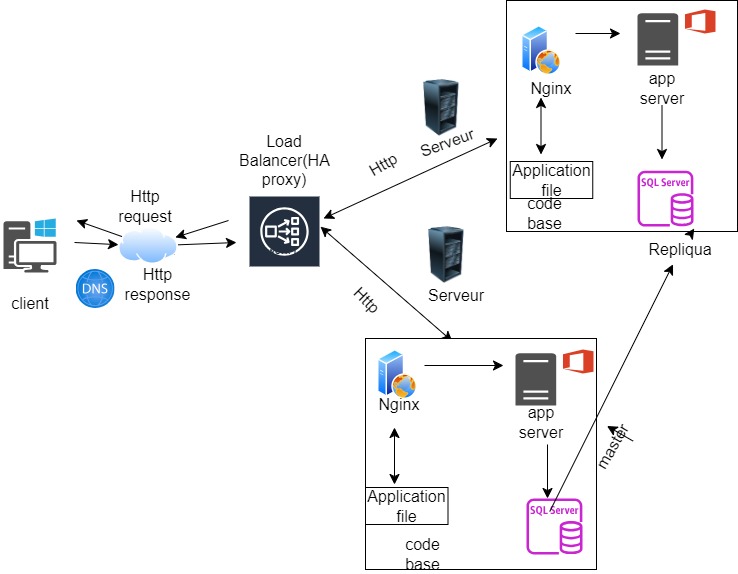 Nginx
app
server
Application
file
code
base
SQL Server
Repliqua
Load
Balancer(HA
proxy)
Http
Serveur
Http
request
Http
response
DNS
client
Serveur
Http
Nginx
app
server
Application
file
code
base
SQL Server
master